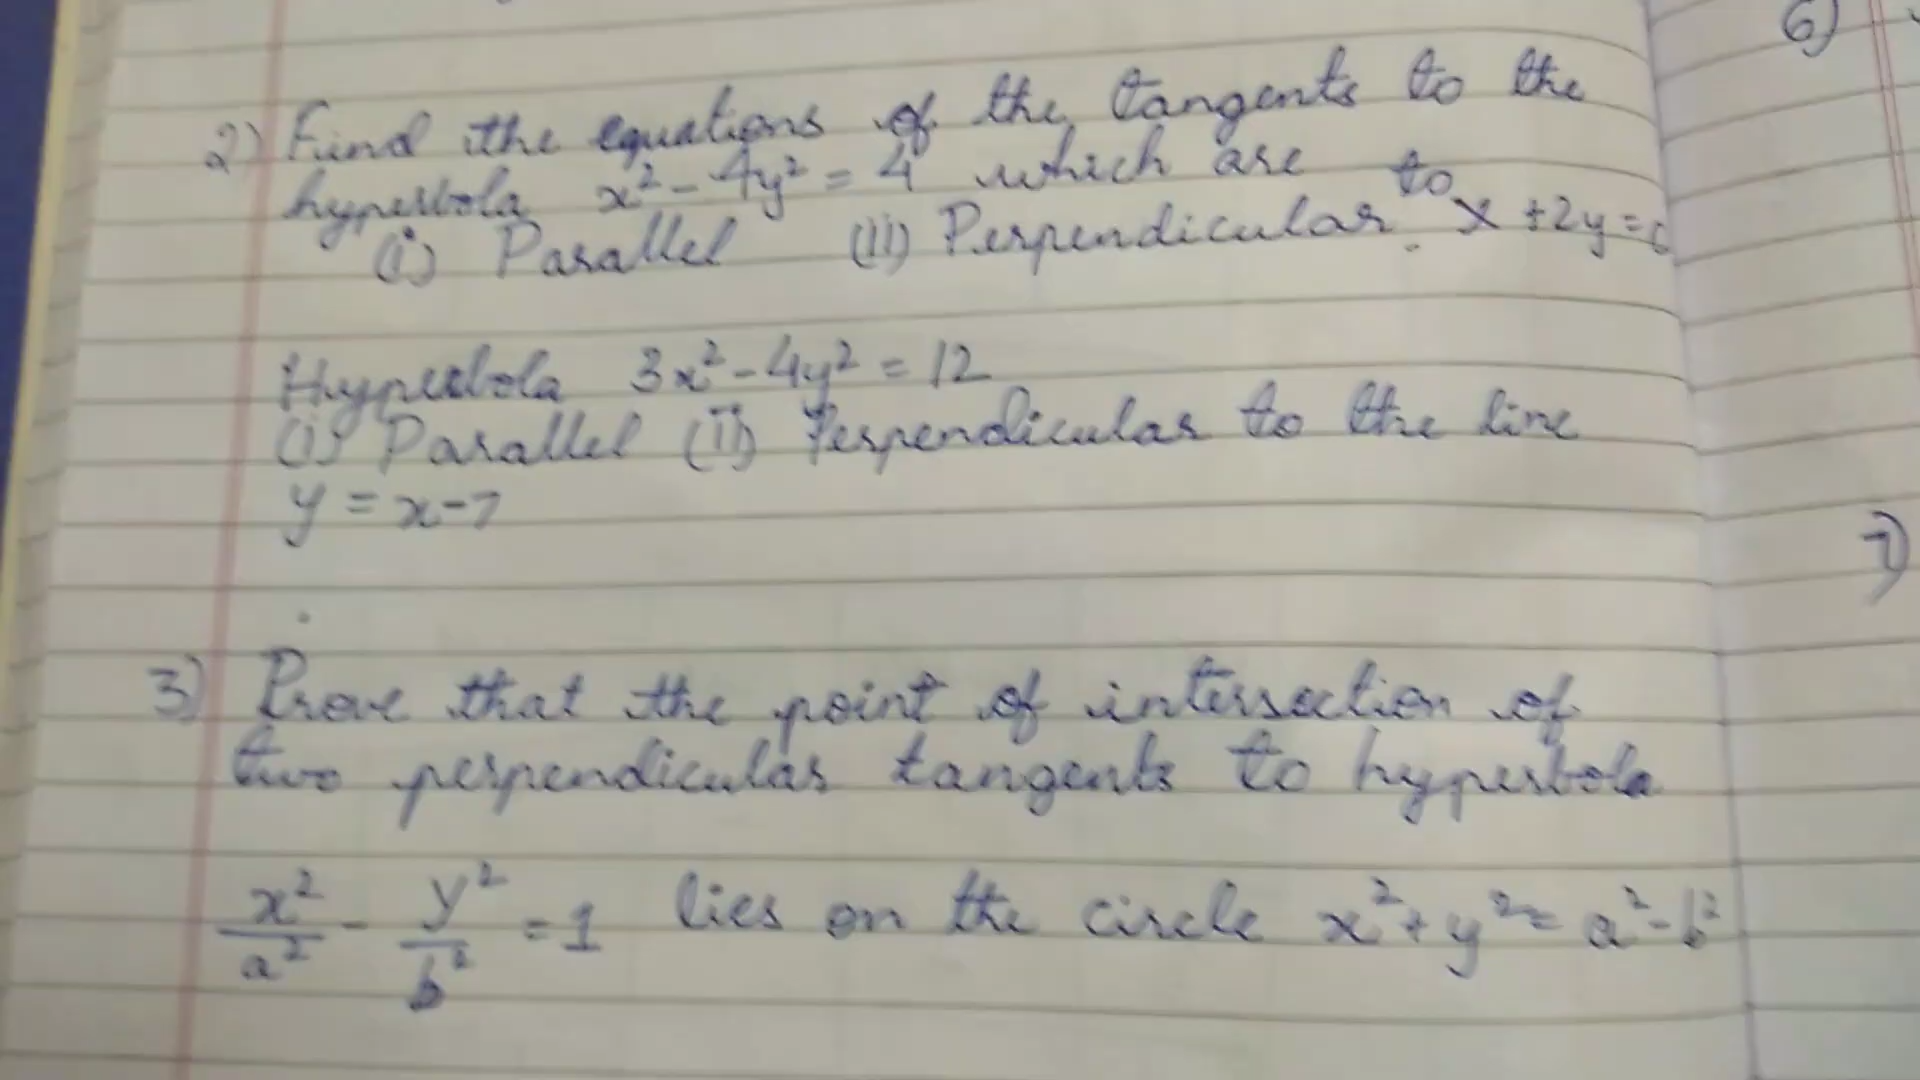 2) Find the equations of the tangents to the
hyperbola x² - 4y² = 4 which are
(i) Parallel (ii) Perpendicular to x + 2y =
Hyperbola 3x² - 4y² = 12
(i) Parallel (ii) Perpendicular to the line
y = x - 7
3) Prove that the point of intersection of
two perpendicular tangents to hyperbola
x²/a² - y²/b² = 1 lies on the circle x² + y² = a² - b²
6)
7)